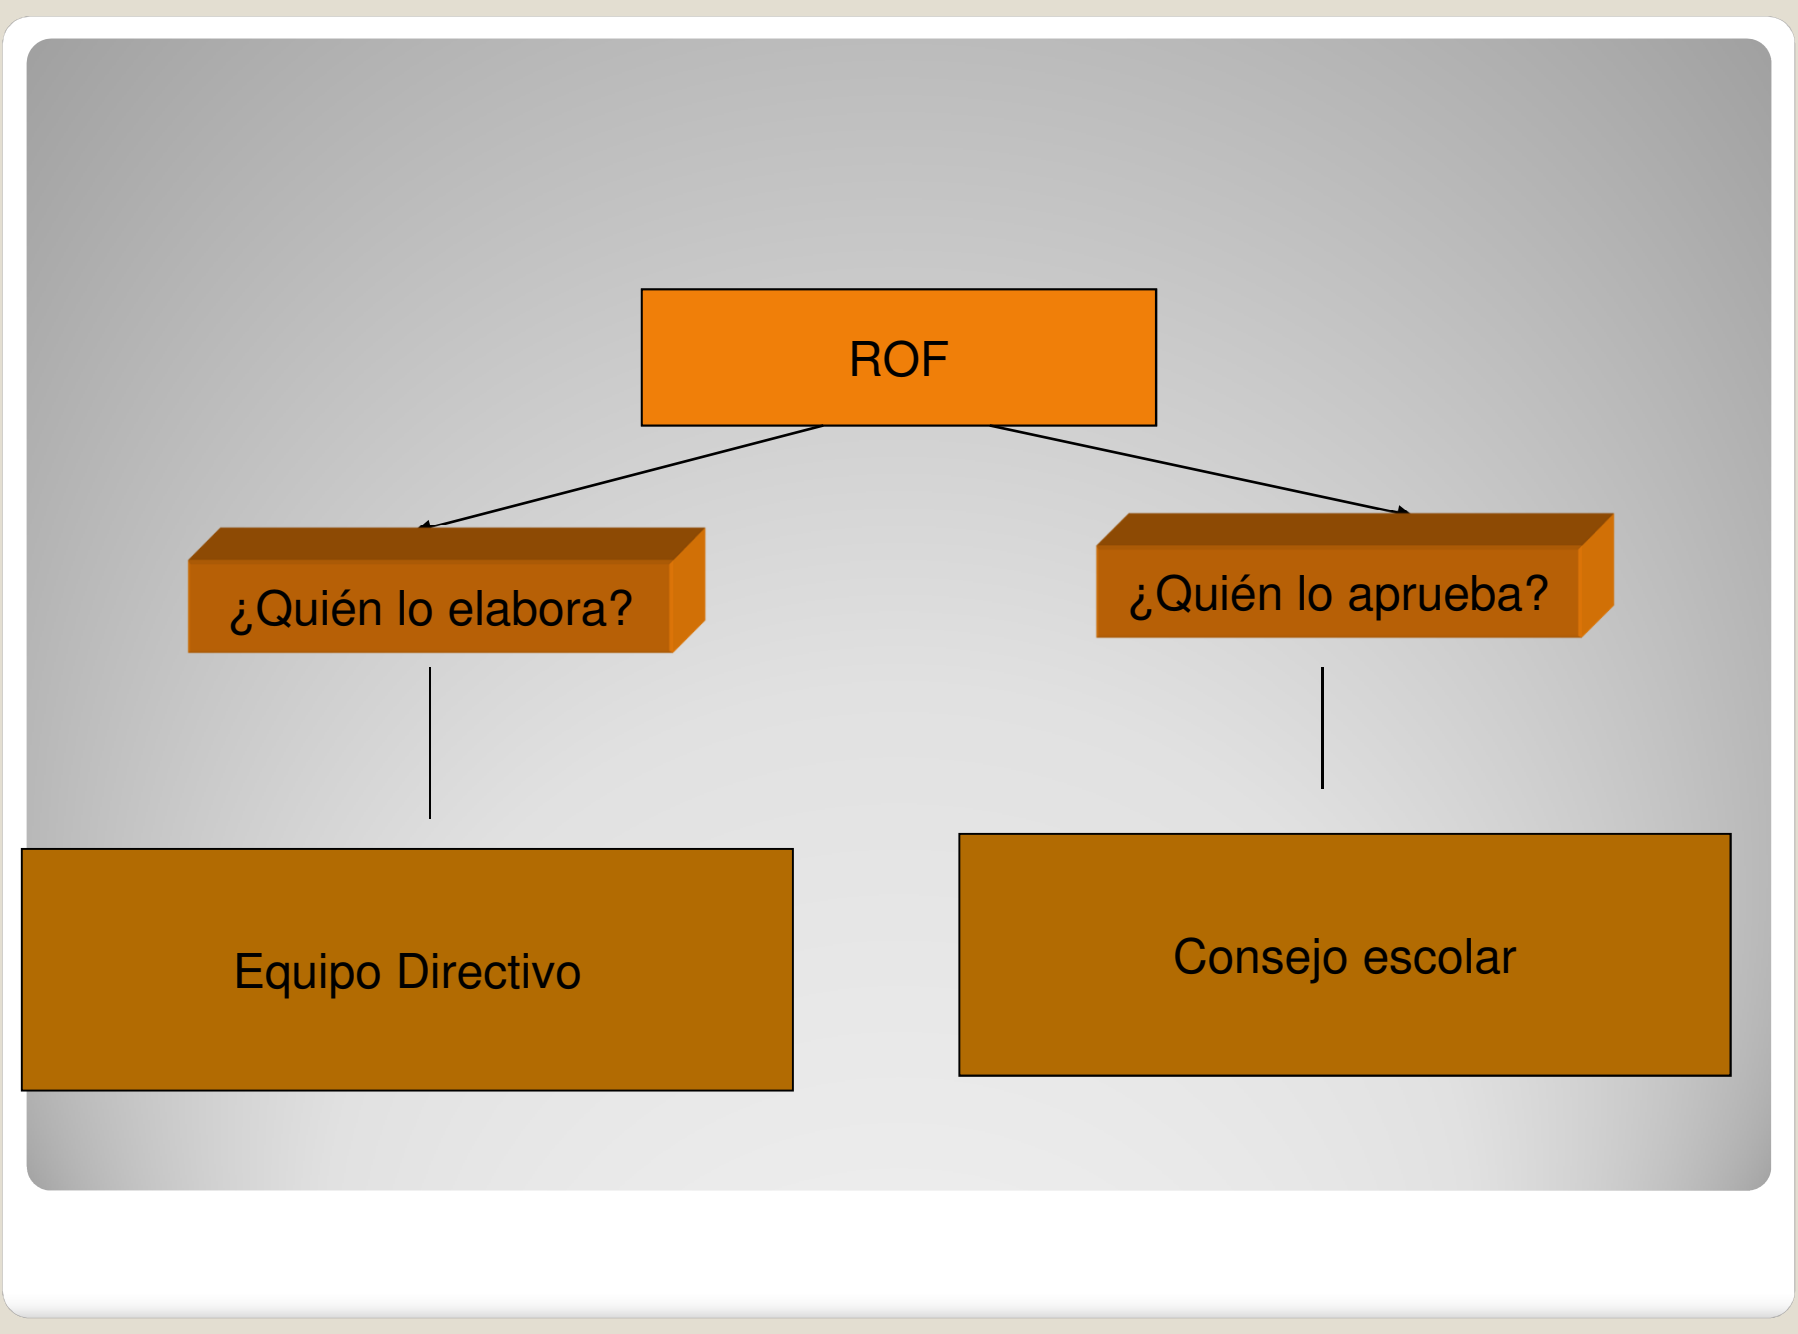 ROF
¿Quién lo elabora?
¿Quién lo aprueba?
Equipo Directivo
Consejo escolar